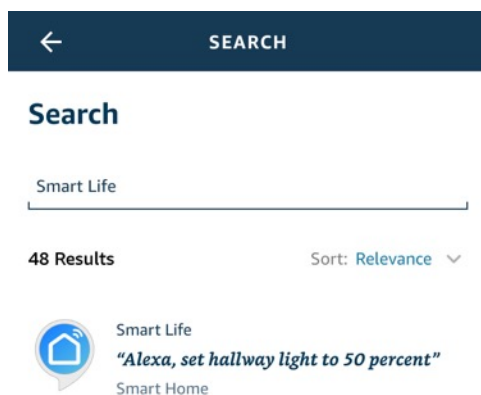 SEARCH
Search
Smart Life
48 Results
Sort: Relevance
Smart Life
“Alexa, set hallway light to 50 percent”
Smart Home